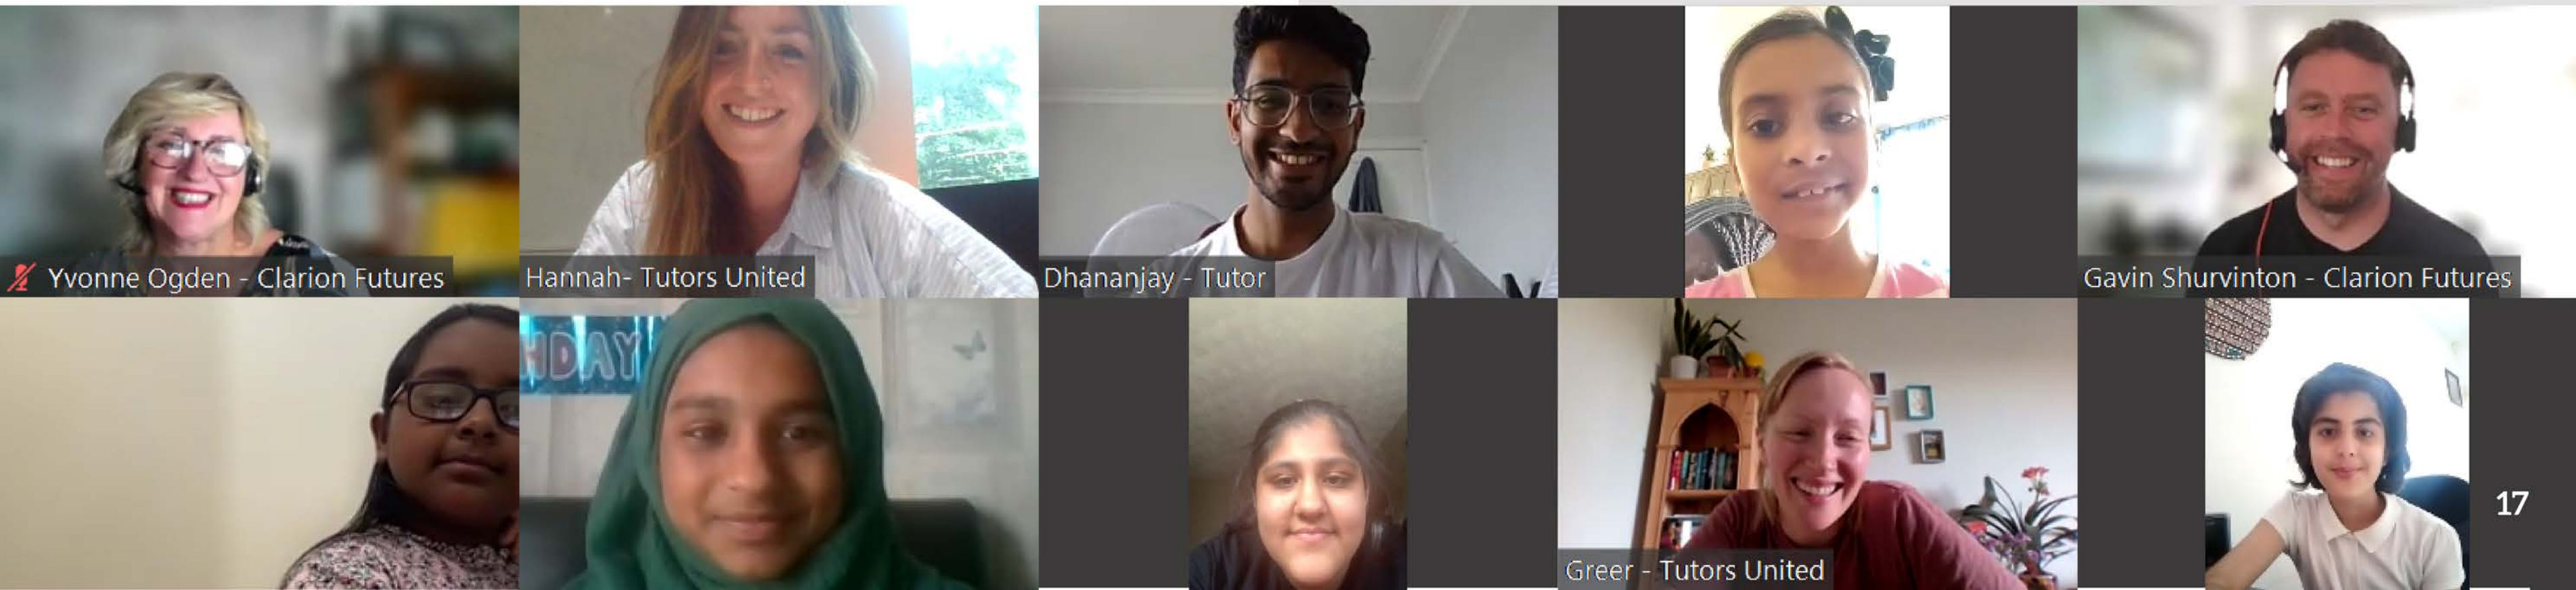 Yvonne Ogden - Clarion Futures
Hannah- Tutors United
Dhananjay - Tutor
Gavin Shurvinton - Clarion Futures
HDAY
Greer - Tutors United
17